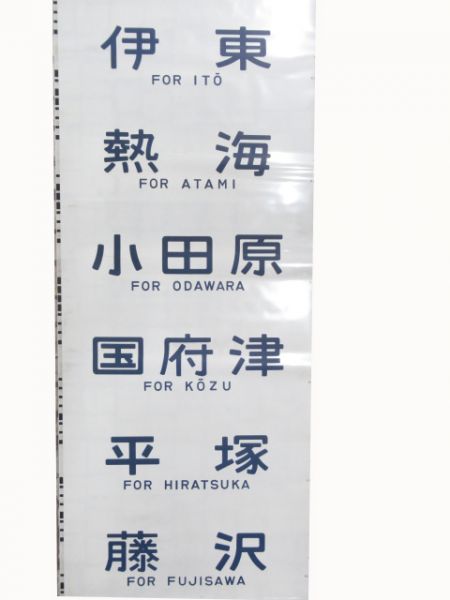 伊東
FOR ITŌ
熱海
FOR ATAMI
小田原
FOR ODAWARA
国府津
FOR KŌZU
平塚
FOR HIRATSUKA
藤沢
FOR FUJISAWA